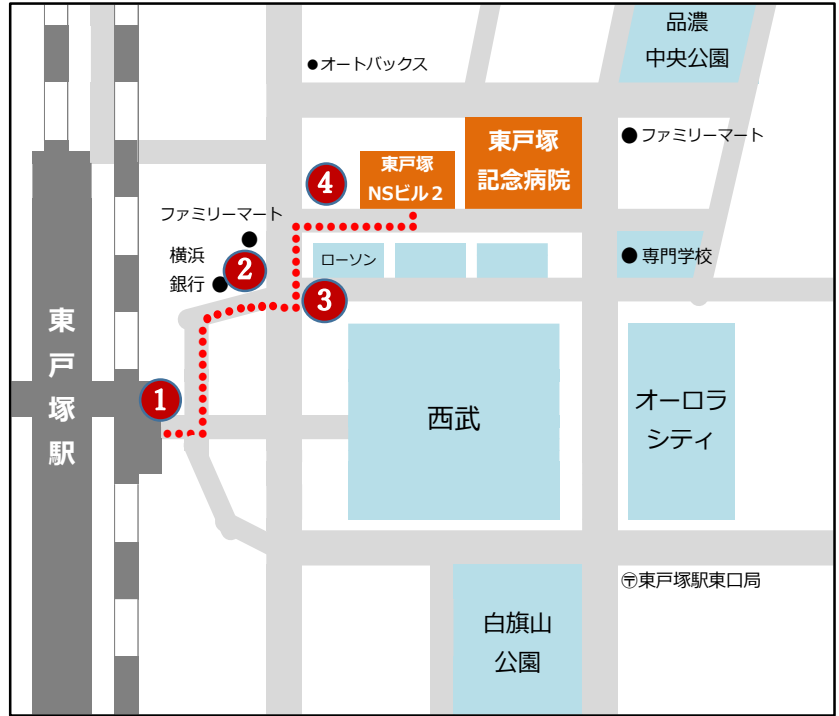 品濃
中央公園
●オートバックス
東戸塚
記念病院
●ファミリーマート
東戸塚
NSビル2
4
ファミリーマート
横浜
銀行
2
ローソン
●専門学校
3
東戸塚駅
1
西武
オーロラ
シティ
〶東戸塚駅東口局
白旗山
公園